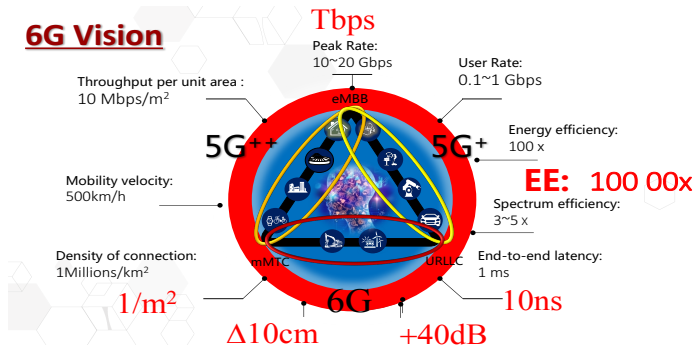 6G Vision
Tbps
Peak Rate:
10~20 Gbps
Throughput per unit area :
10 Mbps/m²
User Rate:
0.1~1 Gbps
eMBB
5G++
5G+
Energy efficiency:
100 x
EE: 100 00x
Mobility velocity:
500km/h
Spectrum efficiency:
3~5 x
Density of connection:
1Millions/km²
mMTC
URLLC
End-to-end latency:
1 ms
1/m²
6G
10ns
Δ10cm
+40dB